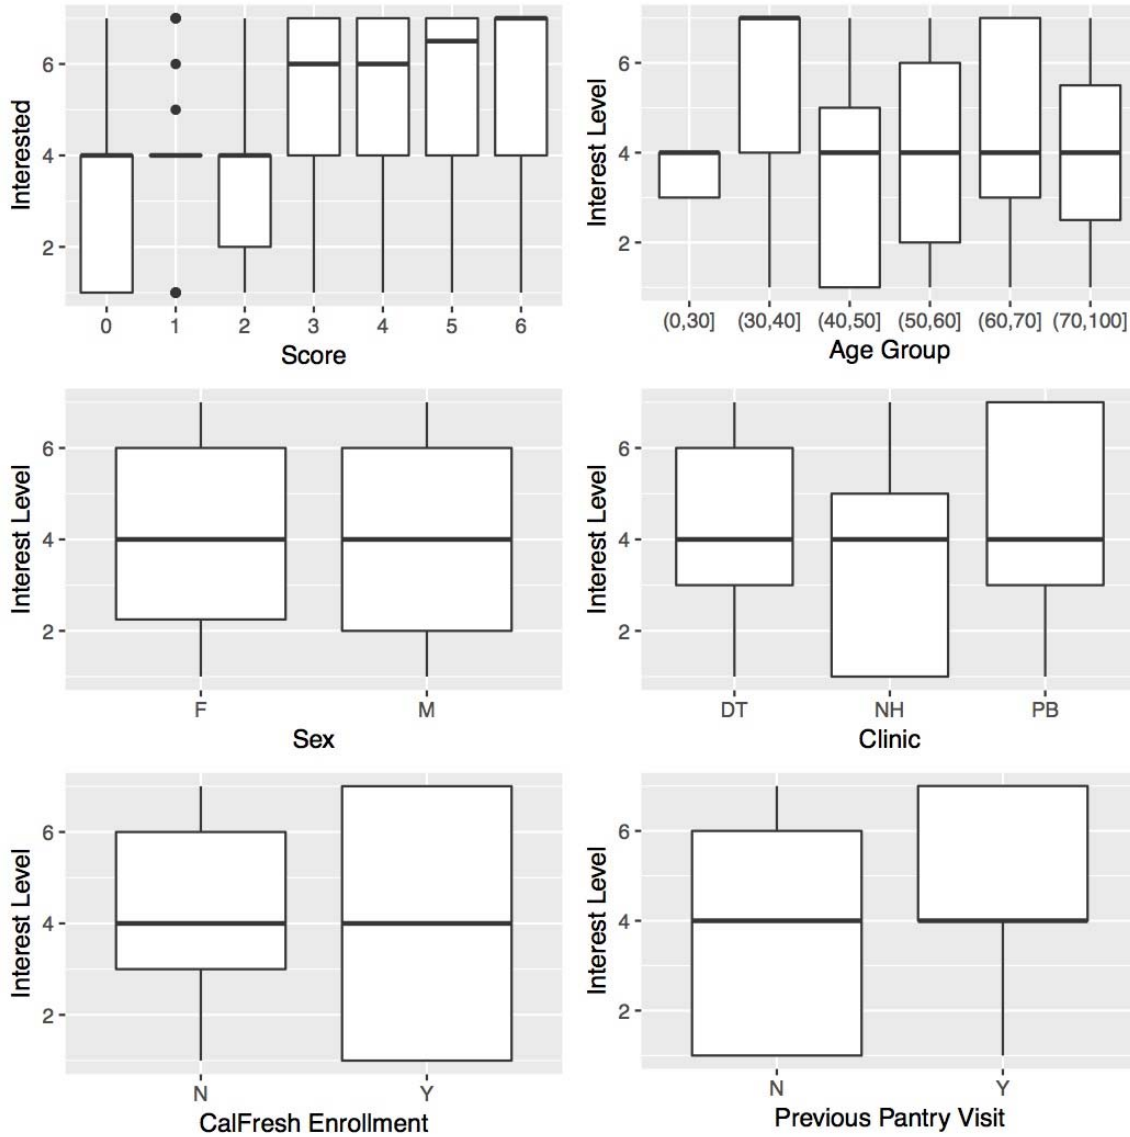 Interested
6
4
2
0 1 2 3 4 5 6
Score
Interest Level
6
4
2
(0,30] (30,40] (40,50] (50,60] (60,70] (70,100]
Age Group
Interest Level
6
4
2
F M
Sex
Interest Level
6
4
2
DT NH PB
Clinic
Interest Level
6
4
2
N Y
CalFresh Enrollment
Interest Level
6
4
2
N Y
Previous Pantry Visit